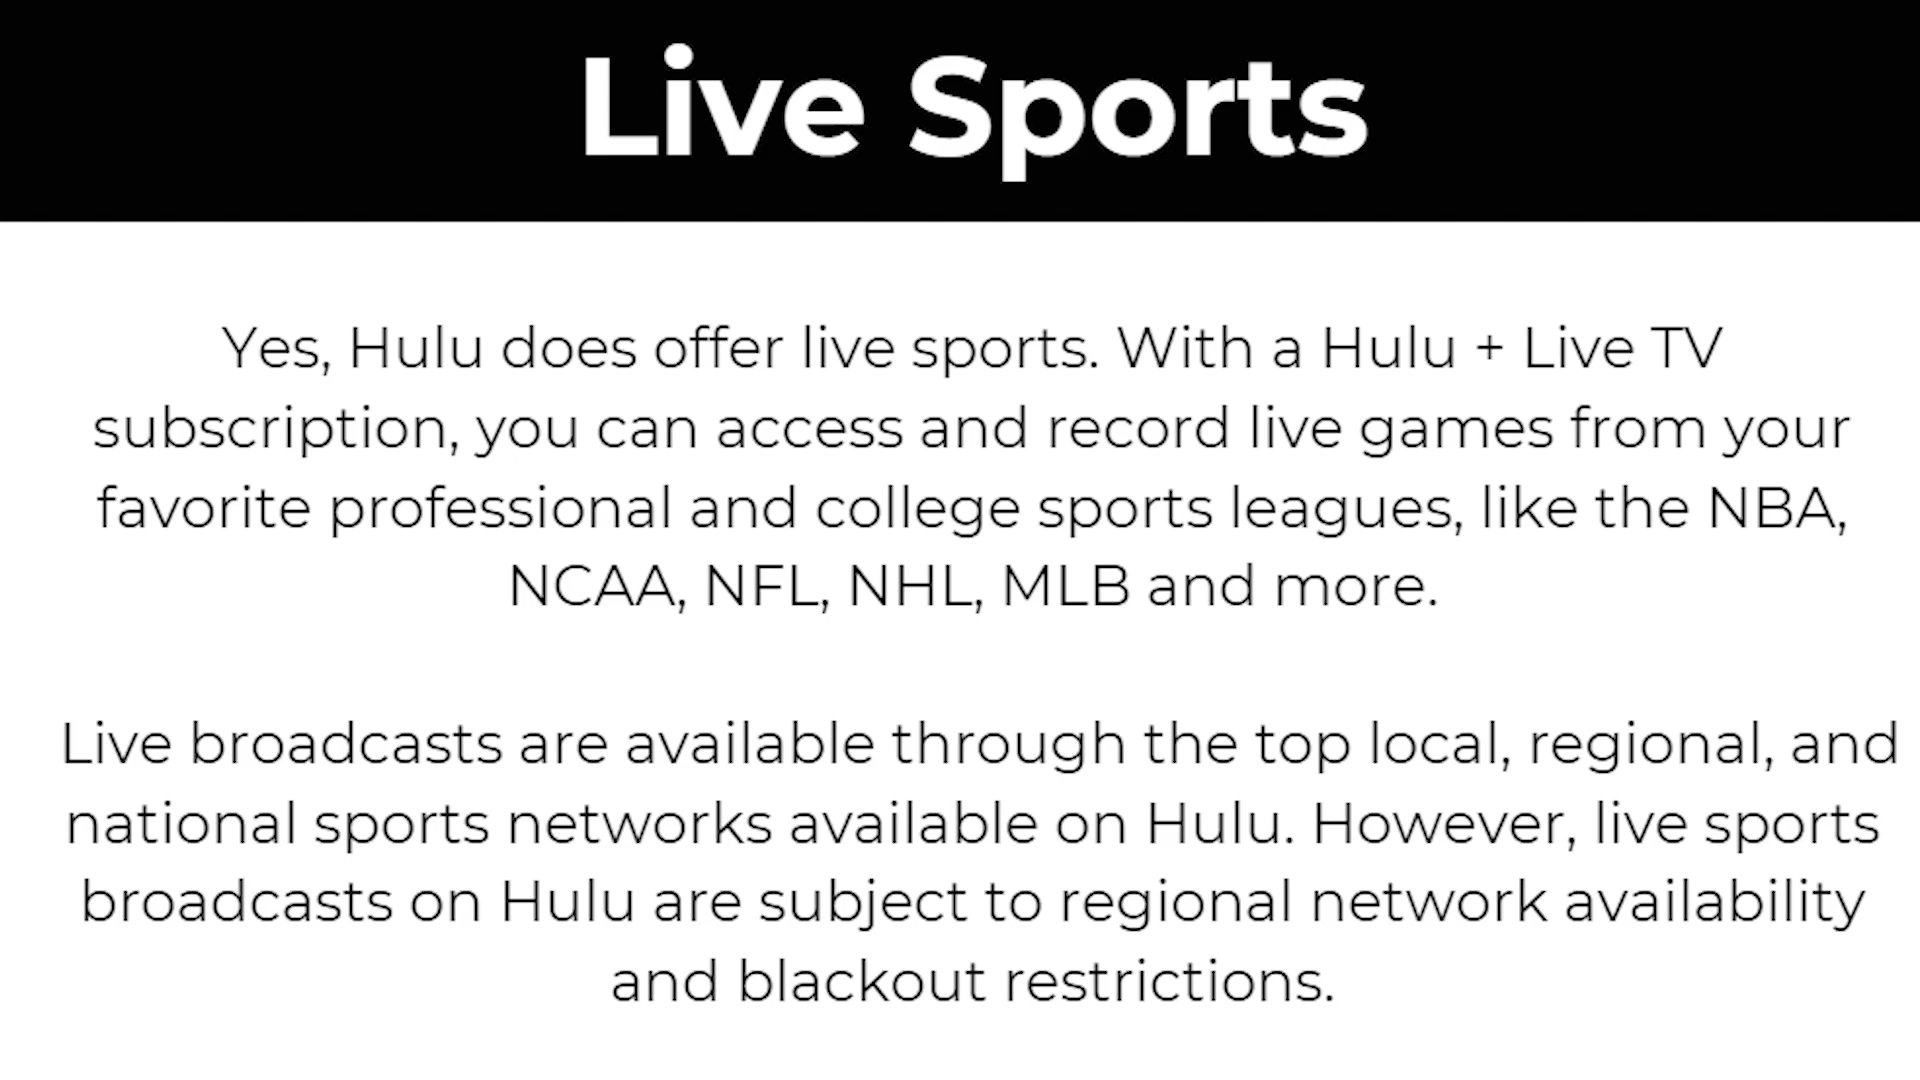 Live Sports
Yes, Hulu does offer live sports. With a Hulu + Live TV
subscription, you can access and record live games from your
favorite professional and college sports leagues, like the NBA,
NCAA, NFL, NHL, MLB and more.
Live broadcasts are available through the top local, regional, and
national sports networks available on Hulu. However, live sports
broadcasts on Hulu are subject to regional network availability
and blackout restrictions.